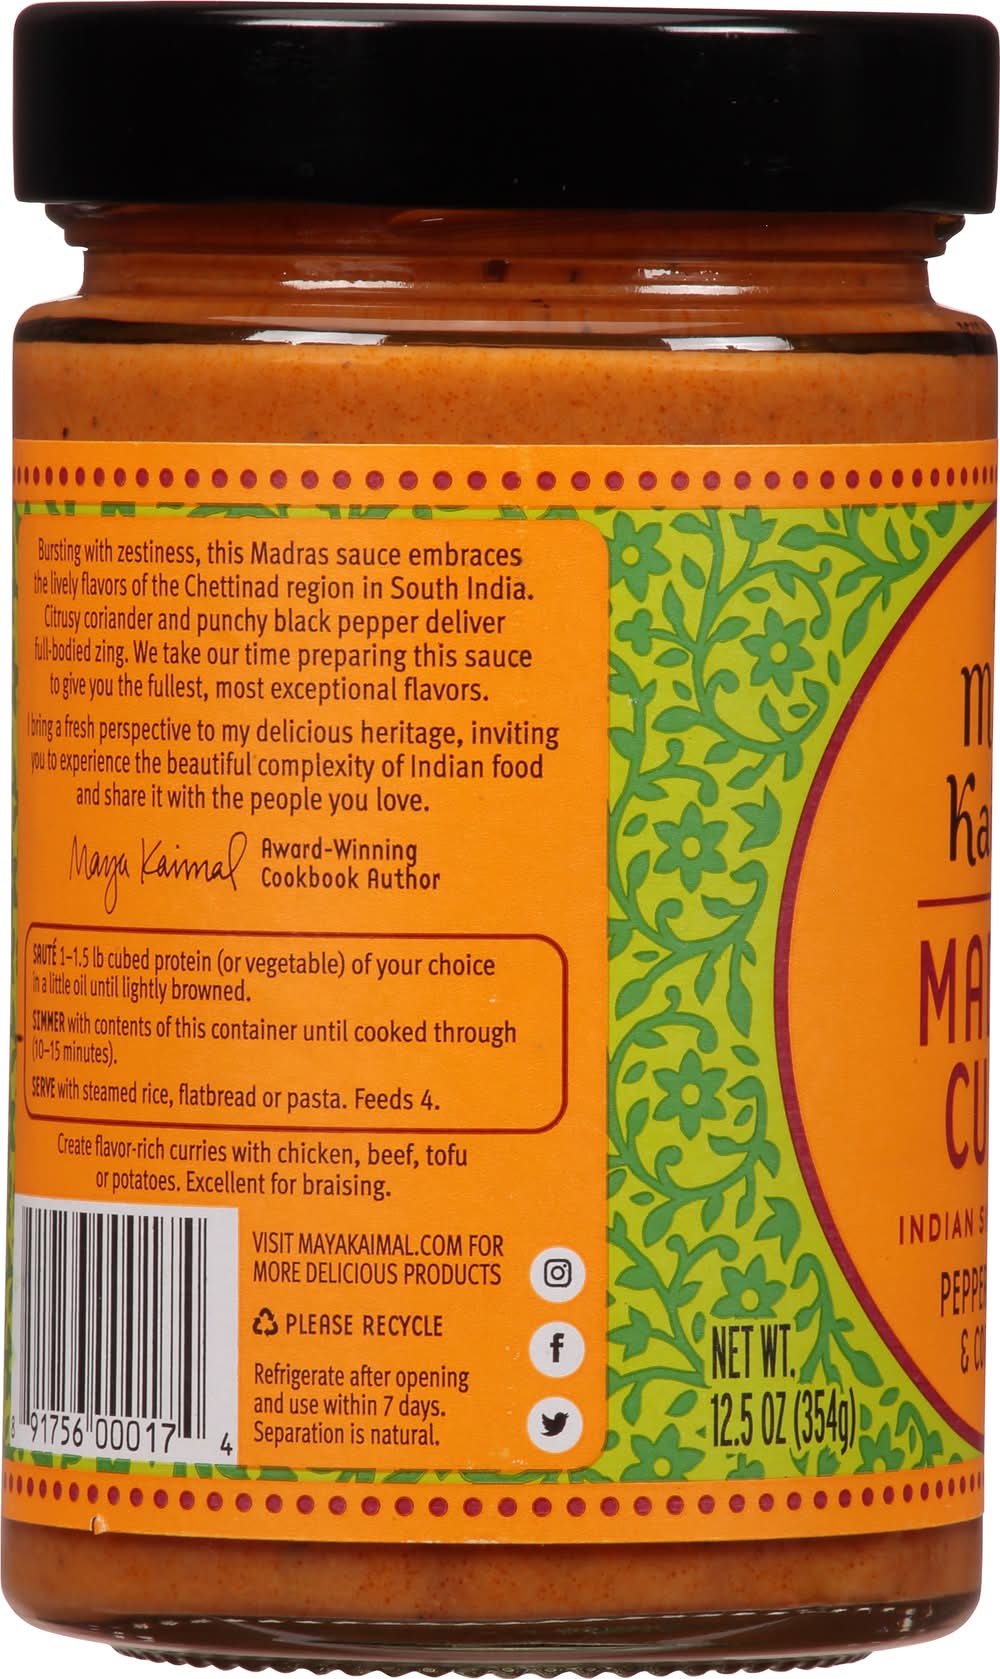 Bursting with zestiness, this Madras sauce embraces
the lively flavors of the Chettinad region in South India.
Citrusy coriander and punchy black pepper deliver
full-bodied zing. We take our time preparing this sauce
to give you the fullest, most exceptional flavors.
I bring a fresh perspective to my delicious heritage, inviting
you to experience the beautiful complexity of Indian food
and share it with the people you love.
Maya Kaimal
Award-Winning
Cookbook Author
SAUTÉ 1-1.5 lb cubed protein (or vegetable) of your choice
in a little oil until lightly browned.
SIMMER with contents of this container until cooked through
(10-15 minutes).
SERVE with steamed rice, flatbread or pasta. Feeds 4.
Create flavor-rich curries with chicken, beef, tofu
or potatoes. Excellent for braising.
VISIT MAYAKAIMAL.COM FOR
MORE DELICIOUS PRODUCTS
PLEASE RECYCLE
Refrigerate after opening
and use within 7 days.
Separation is natural.
8 91756 00017 4
NET WT.
12.5 OZ (354g)
INDIAN
&